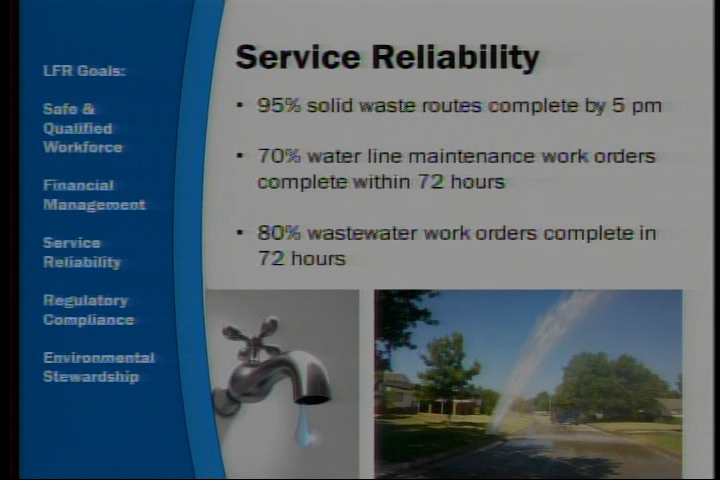 LFR Goals:
Safe &
Qualified
Workforce
Financial
Management
Service
Reliability
Regulatory
Compliance
Environmental
Stewardship
Service Reliability
• 95% solid waste routes complete by 5 pm
• 70% water line maintenance work orders
complete within 72 hours
• 80% wastewater work orders complete in
72 hours